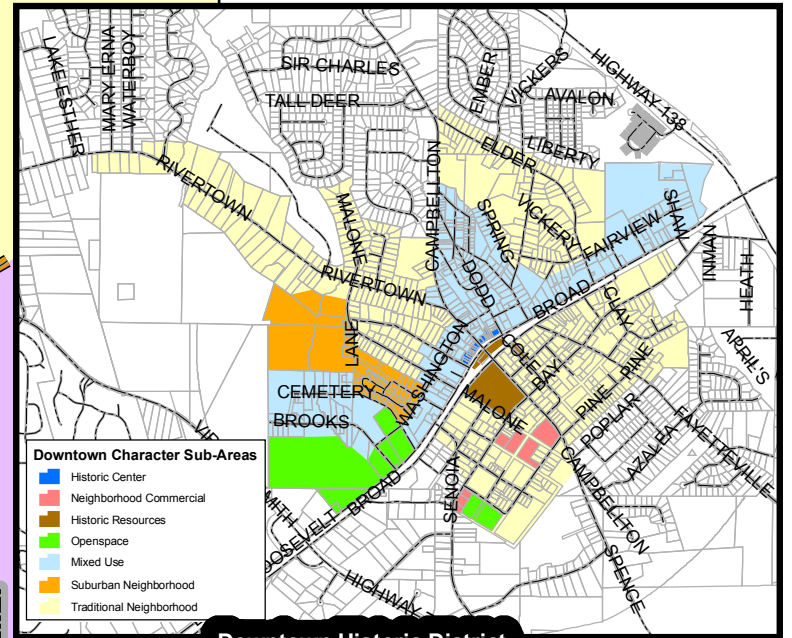 LAKE ESTHER
MARY ERNA
WATERBOY
SIR CHARLES
TALL DEER
EMBER
VICKERS
HIGHWAY 138
AVALON
ELDER
LIBERTY
RIVERTOWN
MALONE
CAMPBELLTON
SPRING
VICKERY
FAIRVIEW
SHAW
INMAN
HEATH
RIVERTOWN
DODD
BROAD
CLAY
LANE
WASHINGTON
COLE
BAY
PINE
PINE
APRIL'S
CEMETERY
BROOKS
MALONE
POPLAR
AZALEA
FAYETTEVILLE
CAMPBELLTON
SENOIA
BROAD
SPENCE
HIGHWAY
Downtown Character Sub-Areas
Historic Center
Neighborhood Commercial
Historic Resources
Openspace
Mixed Use
Suburban Neighborhood
Traditional Neighborhood
Downtown Historic District